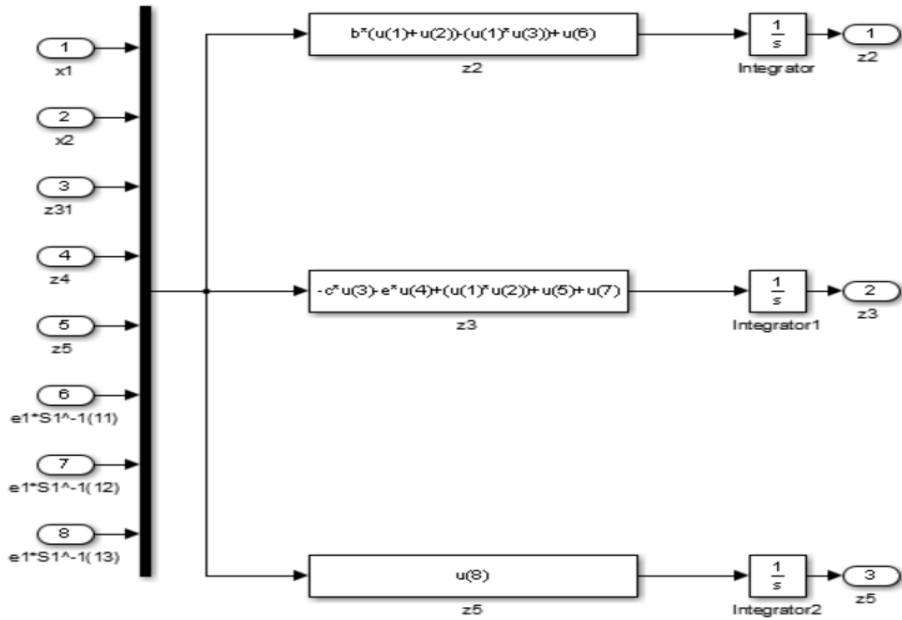 1
x1
2
x2
3
z31
4
z4
5
z5
6
e1*S1^-1(11)
7
e1*S1^-1(12)
8
e1*S1^-1(13)
b*(u(1)+u(2))-(u(1)*u(3))+u(6)
z2
1
s
Integrator
1
z2
-c*u(3)-e*u(4)+(u(1)*u(2))+u(5)+u(7)
z3
1
s
Integrator1
2
z3
u(8)
z5
1
s
Integrator2
3
z5